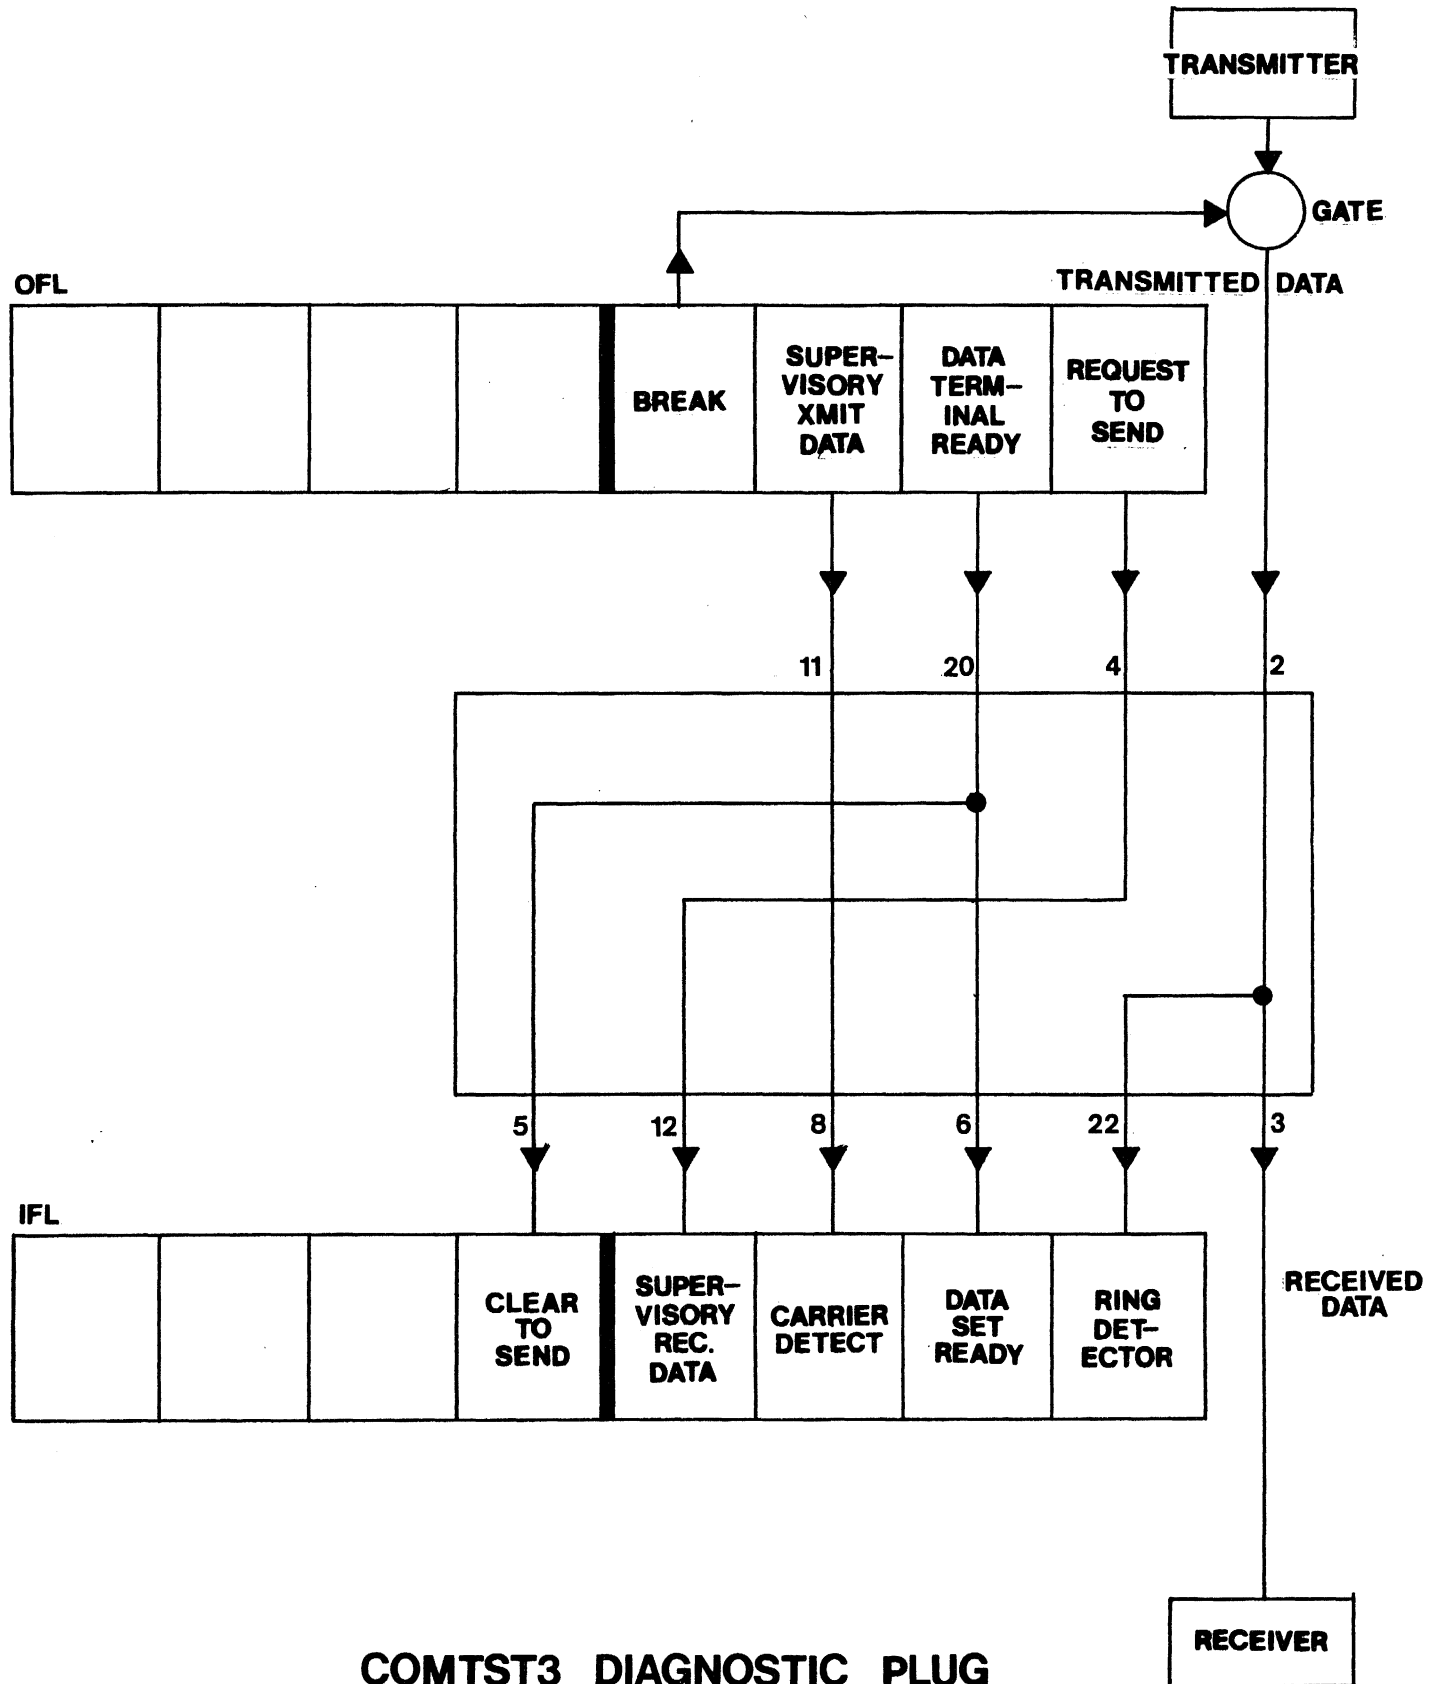 TRANSMITTER
GATE
TRANSMITTED DATA
OFL
BREAK
SUPER-
VISORY
XMIT
DATA
DATA
TERM-
INAL
READY
REQUEST
TO
SEND
11
20
4
2
5
12
8
6
22
3
IFL
CLEAR
TO
SEND
SUPER-
VISORY
REC.
DATA
CARRIER
DETECT
DATA
SET
READY
RING
DET-
ECTOR
RECEIVED
DATA
RECEIVER
COMTST3 DIAGNOSTIC PLUG